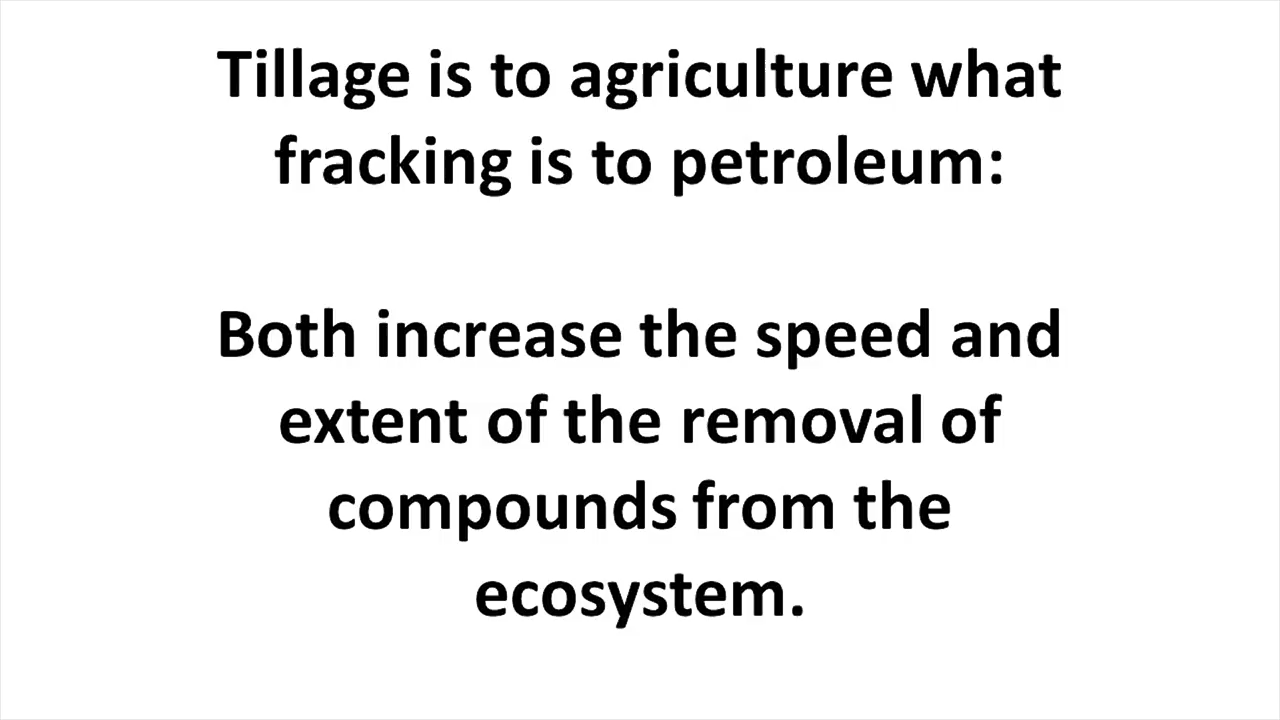 Tillage is to agriculture what
fracking is to petroleum:
Both increase the speed and
extent of the removal of
compounds from the
ecosystem.